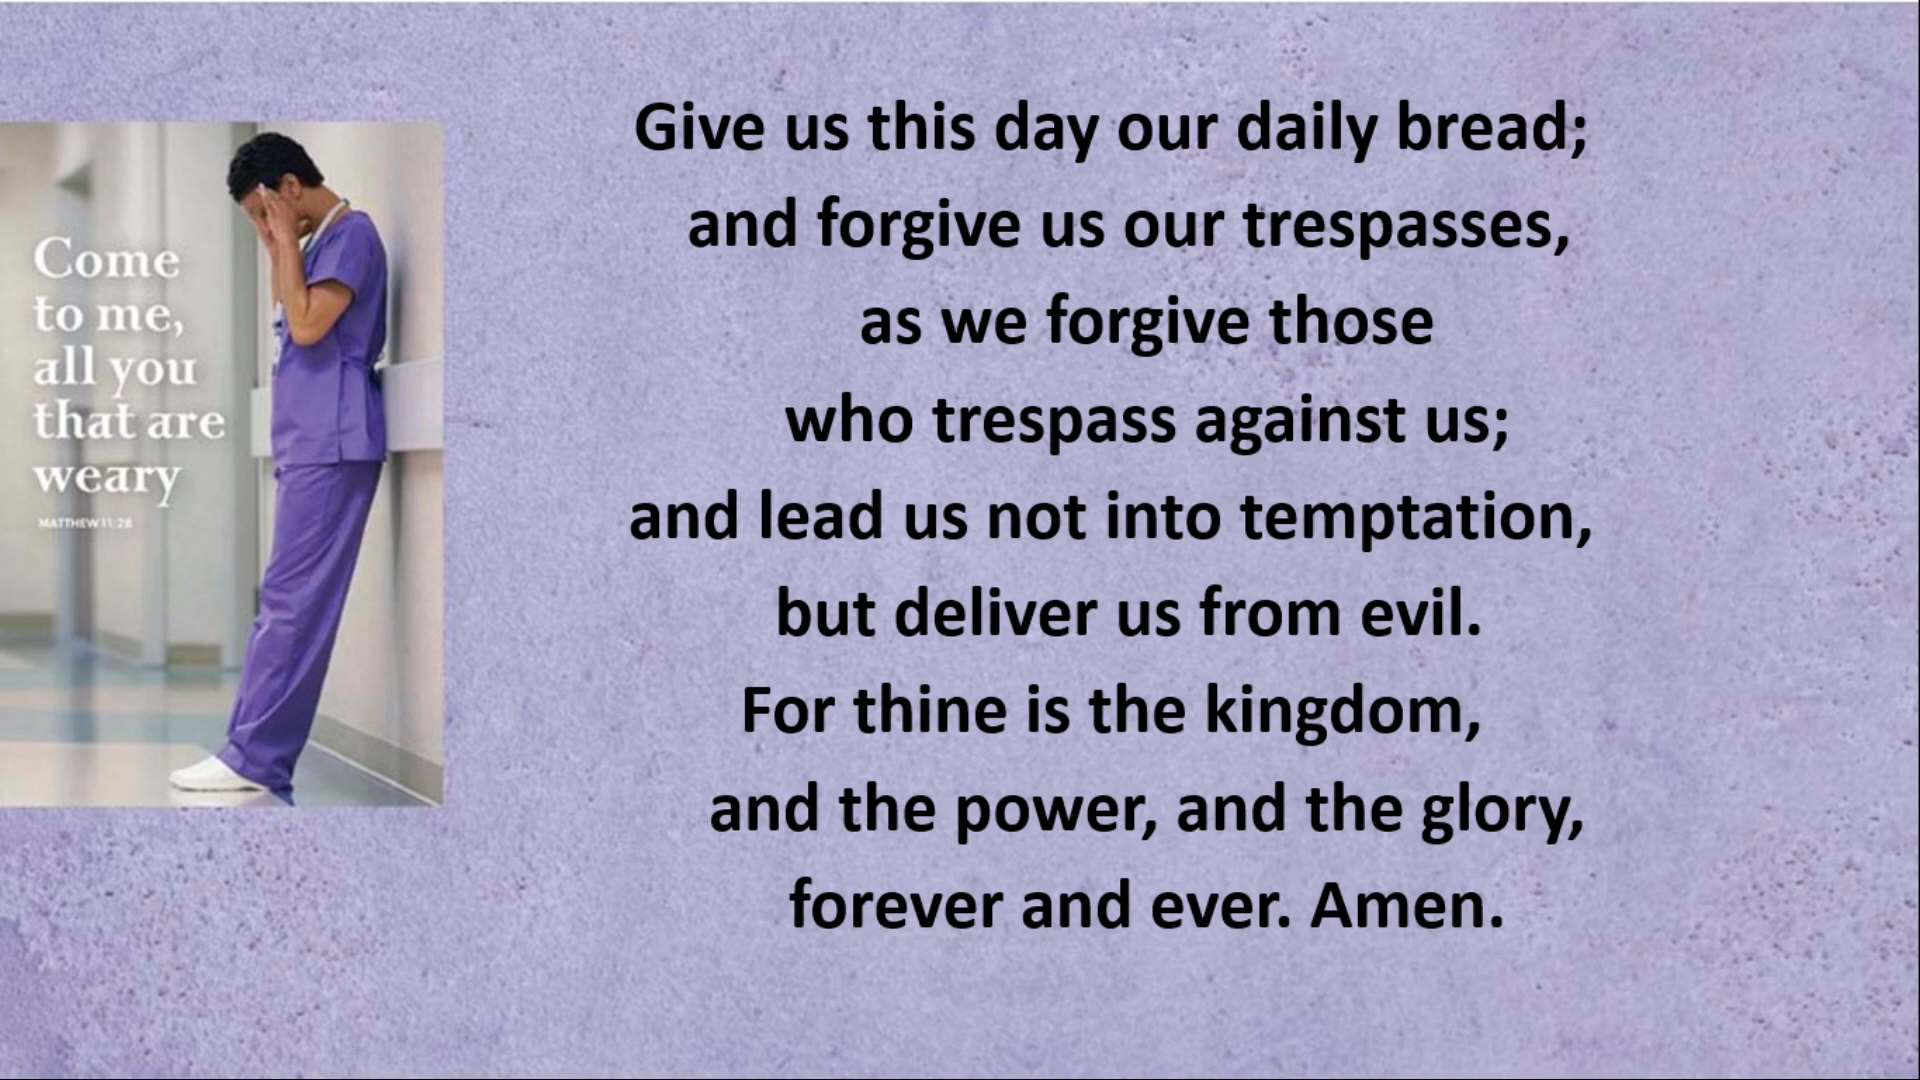 Come
to me,
all you
that are
weary
MATTHEW 11:28
Give us this day our daily bread;
and forgive us our trespasses,
as we forgive those
who trespass against us;
and lead us not into temptation,
but deliver us from evil.
For thine is the kingdom,
and the power, and the glory,
forever and ever. Amen.